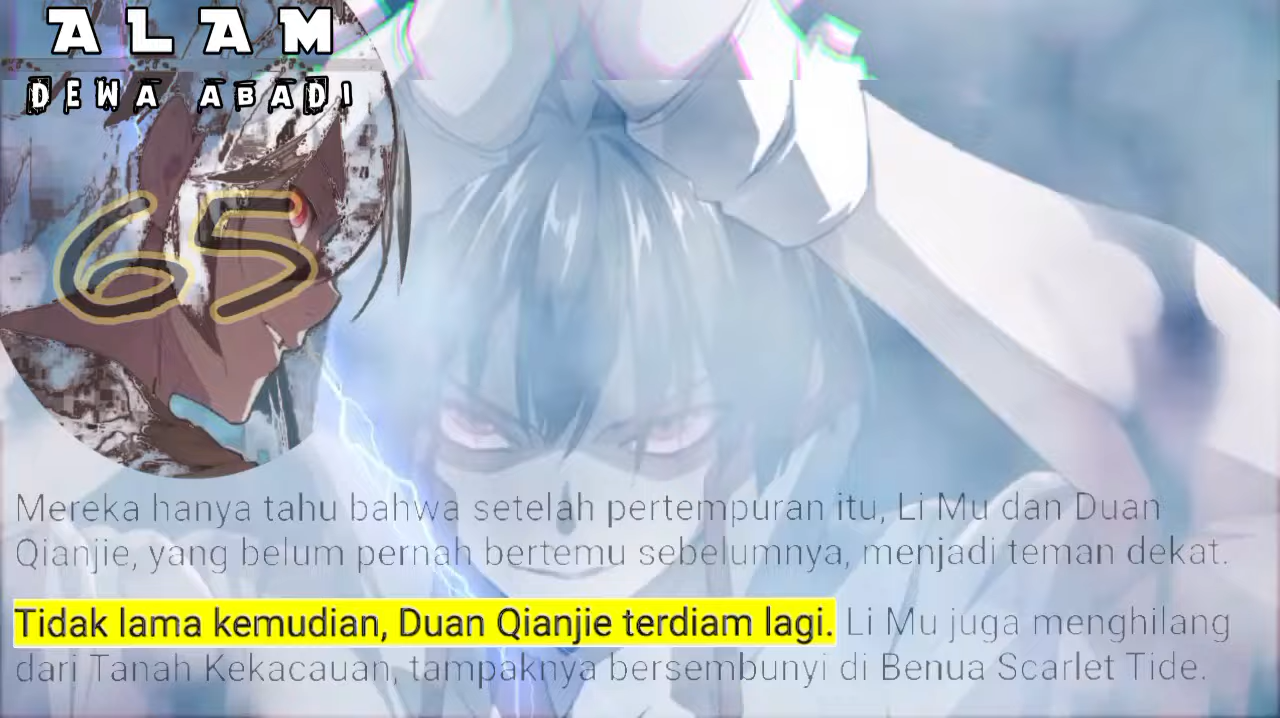 ALAM
DEWA ABADI
65
Mereka hanya tahu bahwa setelah pertempuran itu, Li Mu dan Duan
Qianjie, yang belum pernah bertemu sebelumnya, menjadi teman dekat.
Tidak lama kemudian, Duan Qianjie terdiam lagi. Li Mu juga menghilang
dari Tanah Kekacauan, tampaknya bersembunyi di Benua Scarlet Tide.